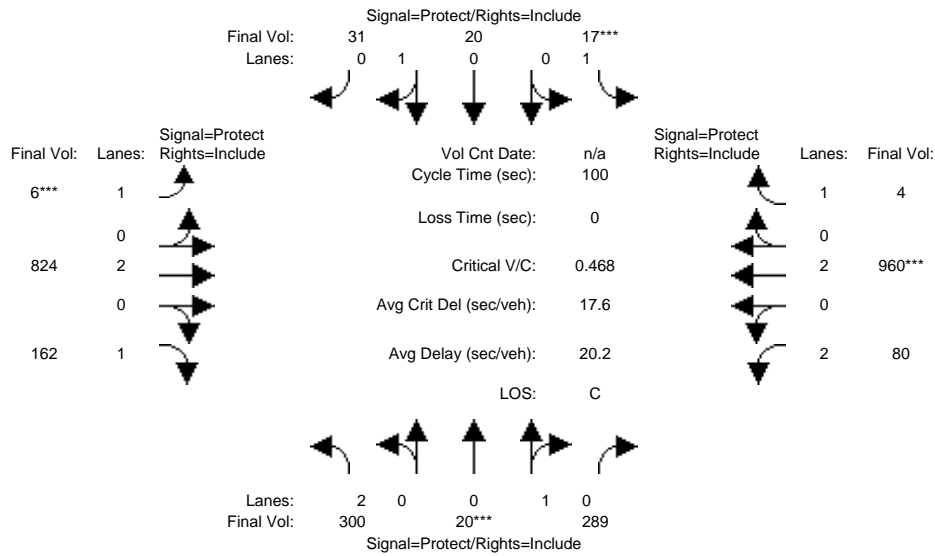 Signal=Protect/Rights=Include
Final Vol: 31 20 17***
Lanes: 0 1 0 0 1
Signal=Protect Signal=Protect
Final Vol: Lanes: Rights=Include Vol Cnt Date: n/a Rights=Include Lanes: Final Vol:
Cycle Time (sec): 100
6*** 1 1 4
Loss Time (sec): 0
0 0
824 2 Critical V/C: 0.468 2 960***
0 Avg Crit Del (sec/veh): 17.6 0
162 1 Avg Delay (sec/veh): 20.2 2 80
LOS: C
Lanes: 2 0 0 1 0
Final Vol: 300 20*** 289
Signal=Protect/Rights=Include